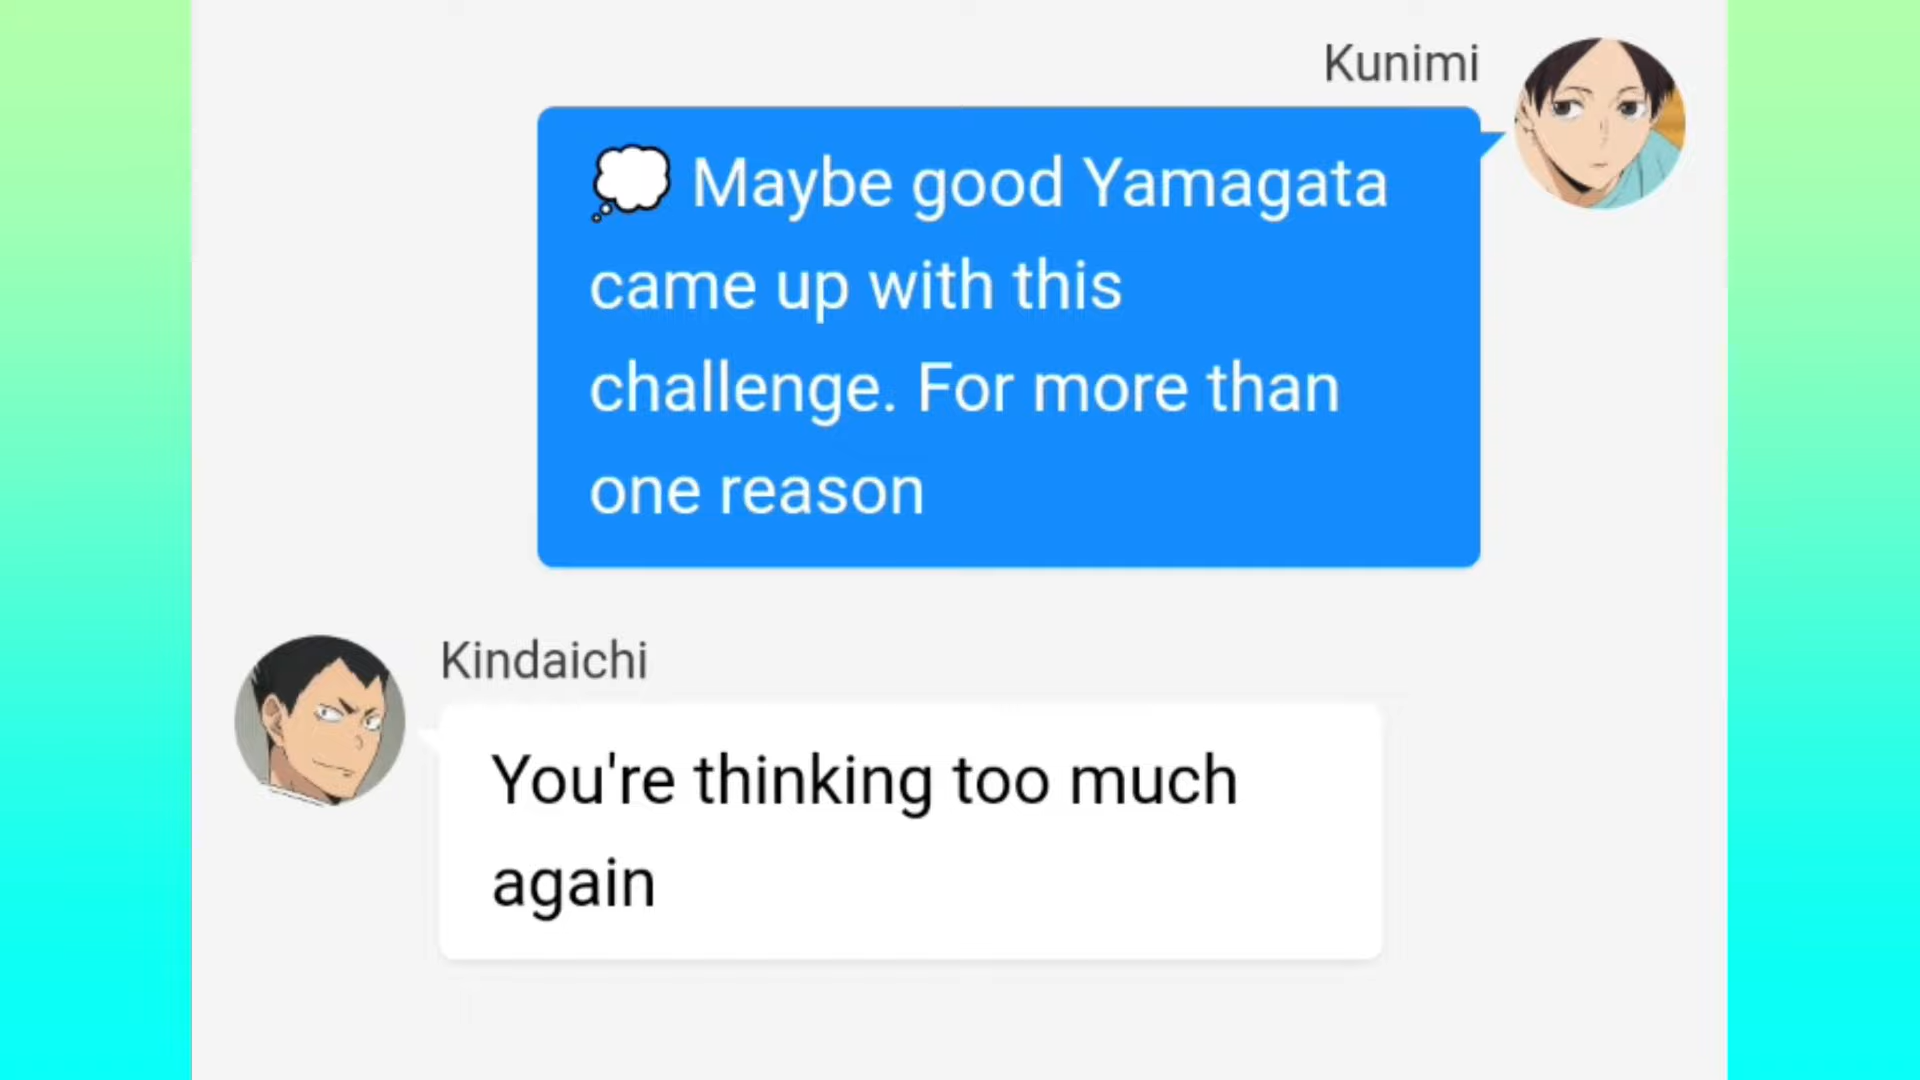 Kunimi
💭 Maybe good Yamagata
came up with this
challenge. For more than
one reason
Kindaichi
You're thinking too much
again